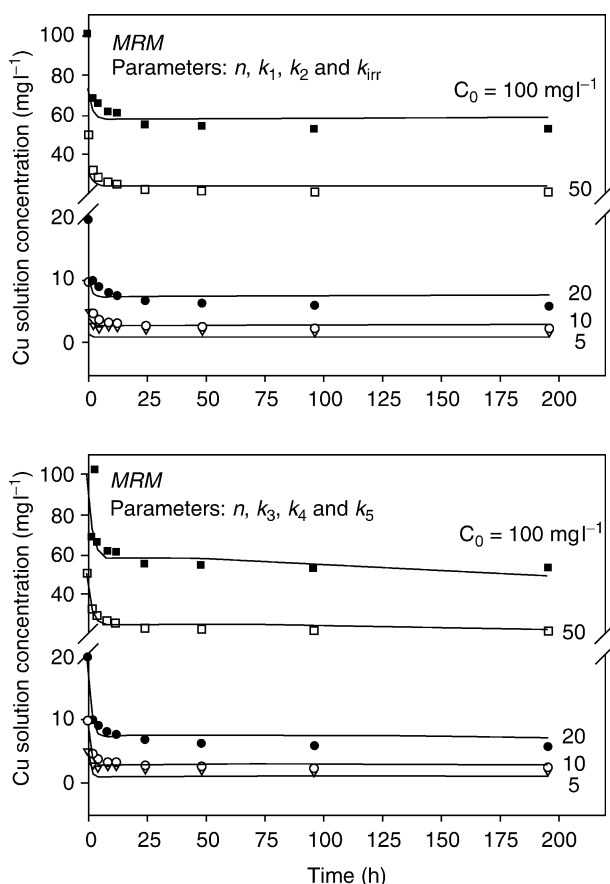 MRM
Parameters: n, k₁, k₂ and k_irr
C₀ = 100 mgl⁻¹
Cu solution concentration (mgl⁻¹)
100
80
60
40
20
10
0
50
20
10
5
0 25 50 75 100 125 150 175 200
MRM
Parameters: n, k₃, k₄ and k₅
C₀ = 100 mgl⁻¹
Cu solution concentration (mgl⁻¹)
100
80
60
40
20
10
0
50
20
10
5
0 25 50 75 100 125 150 175 200
Time (h)